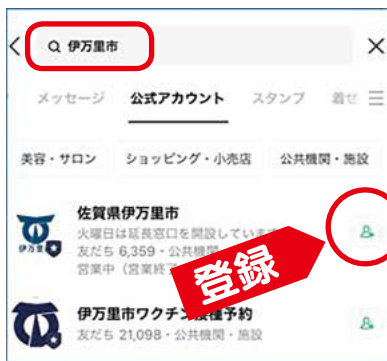 伊万里市
メッセージ 公式アカウント スタンプ 着せ
美容・サロン ショッピング・小売店 公共機関・施設
佐賀県伊万里市
火曜日は延長窓口を開設しています
友だち 6,359・公共機関
営業中（営業終
登録
伊万里
伊万里市ワクチン接種予約
友だち 21,098・公共機関・施設